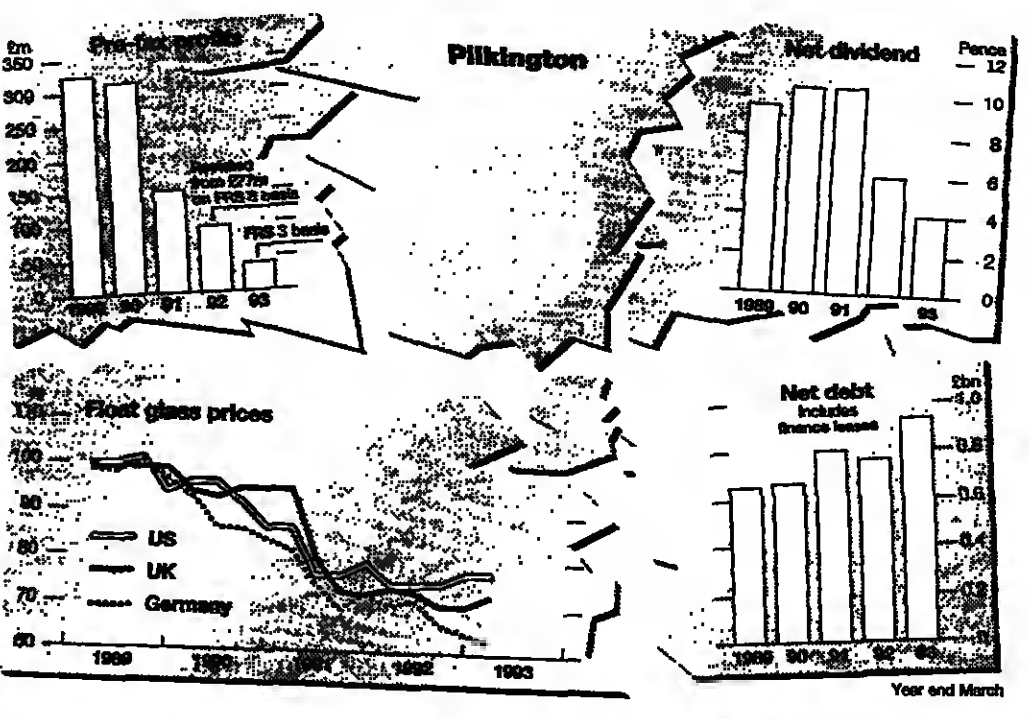 Pre-tax profits
£m
350
300
250
200
150
100
50
0
from £77m
on FRS 3 basis
FRS 3 basis
1989 90 91 92 93
Pilkington
Net dividend
Pence
12
10
8
6
4
2
0
1989 90 91 93
Float glass prices
110
100
90
80
70
60
US
UK
Germany
1989 1990 1991 1992 1993
Net debt
Includes
finance leases
£bn
1.0
0.8
0.6
0.4
0.2
0
1989 90 91 92 93
Year end March